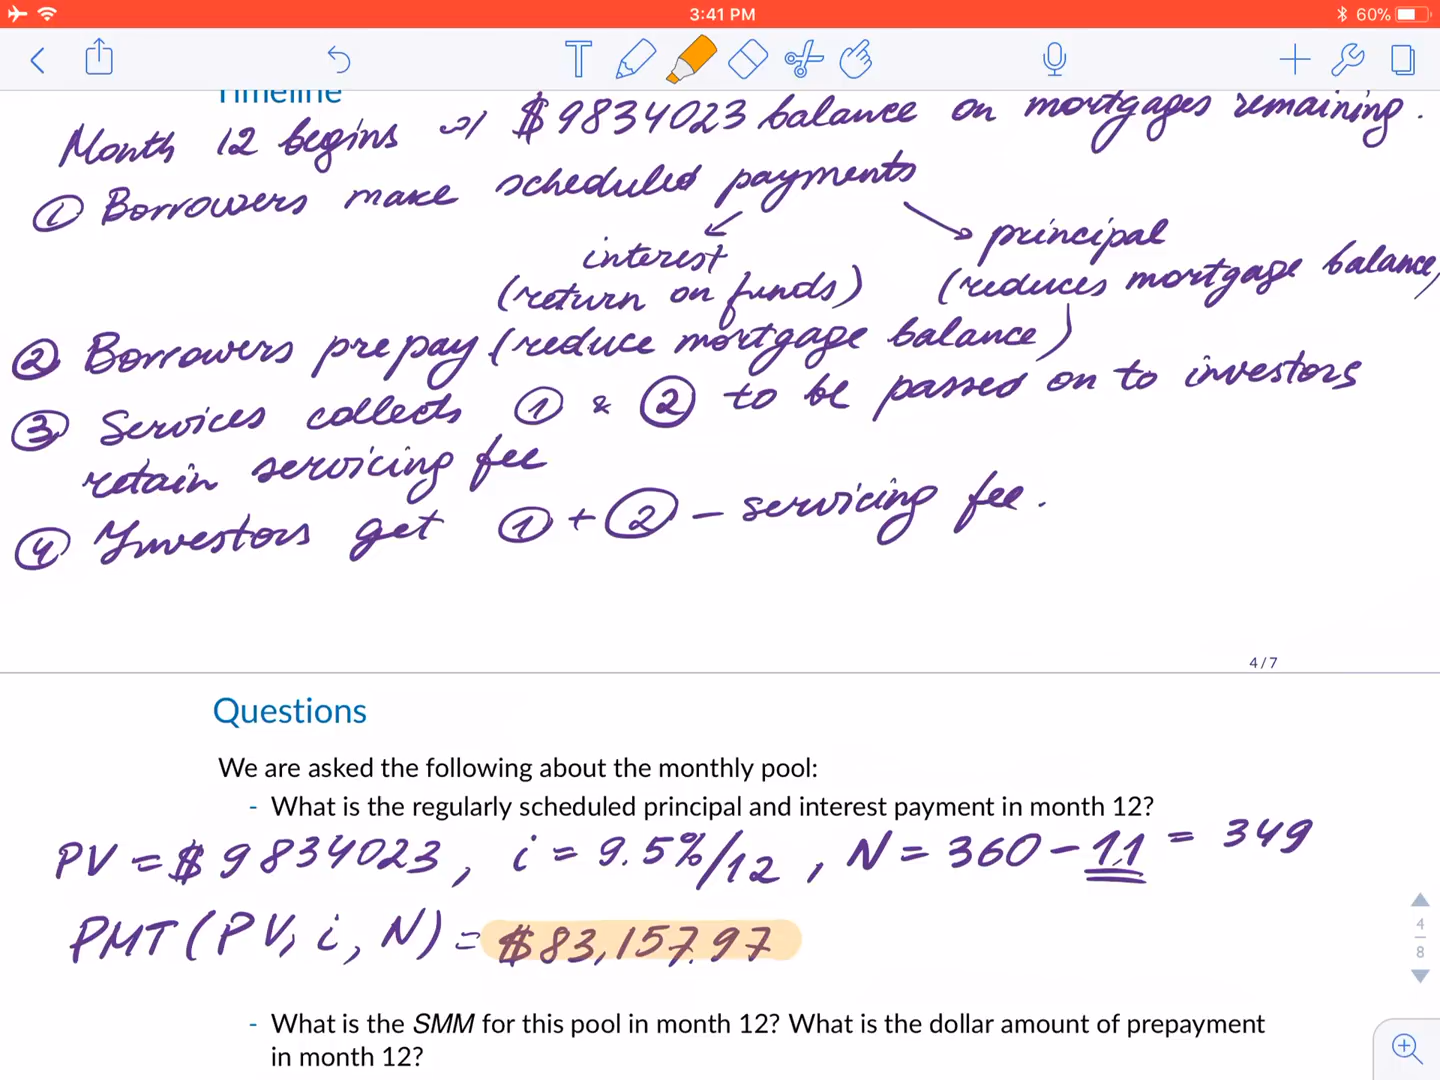 3:41 PM
60%
Timeline
Month 12 begins w/ $9834023 balance on mortgages remaining.
① Borrowers make scheduled payments
interest principal
(return on funds) (reduces mortgage balance)
② Borrowers prepay (reduce mortgage balance)
③ Services collects ① & ② to be passed on to investors
retain servicing fee
④ Investors get ① + ② – servicing fee.
4/7
Questions
We are asked the following about the monthly pool:
- What is the regularly scheduled principal and interest payment in month 12?
PV = $9834023, i = 9.5%/12, N = 360 – 11 = 349
PMT(PV, i, N) = $83,157.97
4
8
- What is the SMM for this pool in month 12? What is the dollar amount of prepayment
in month 12?